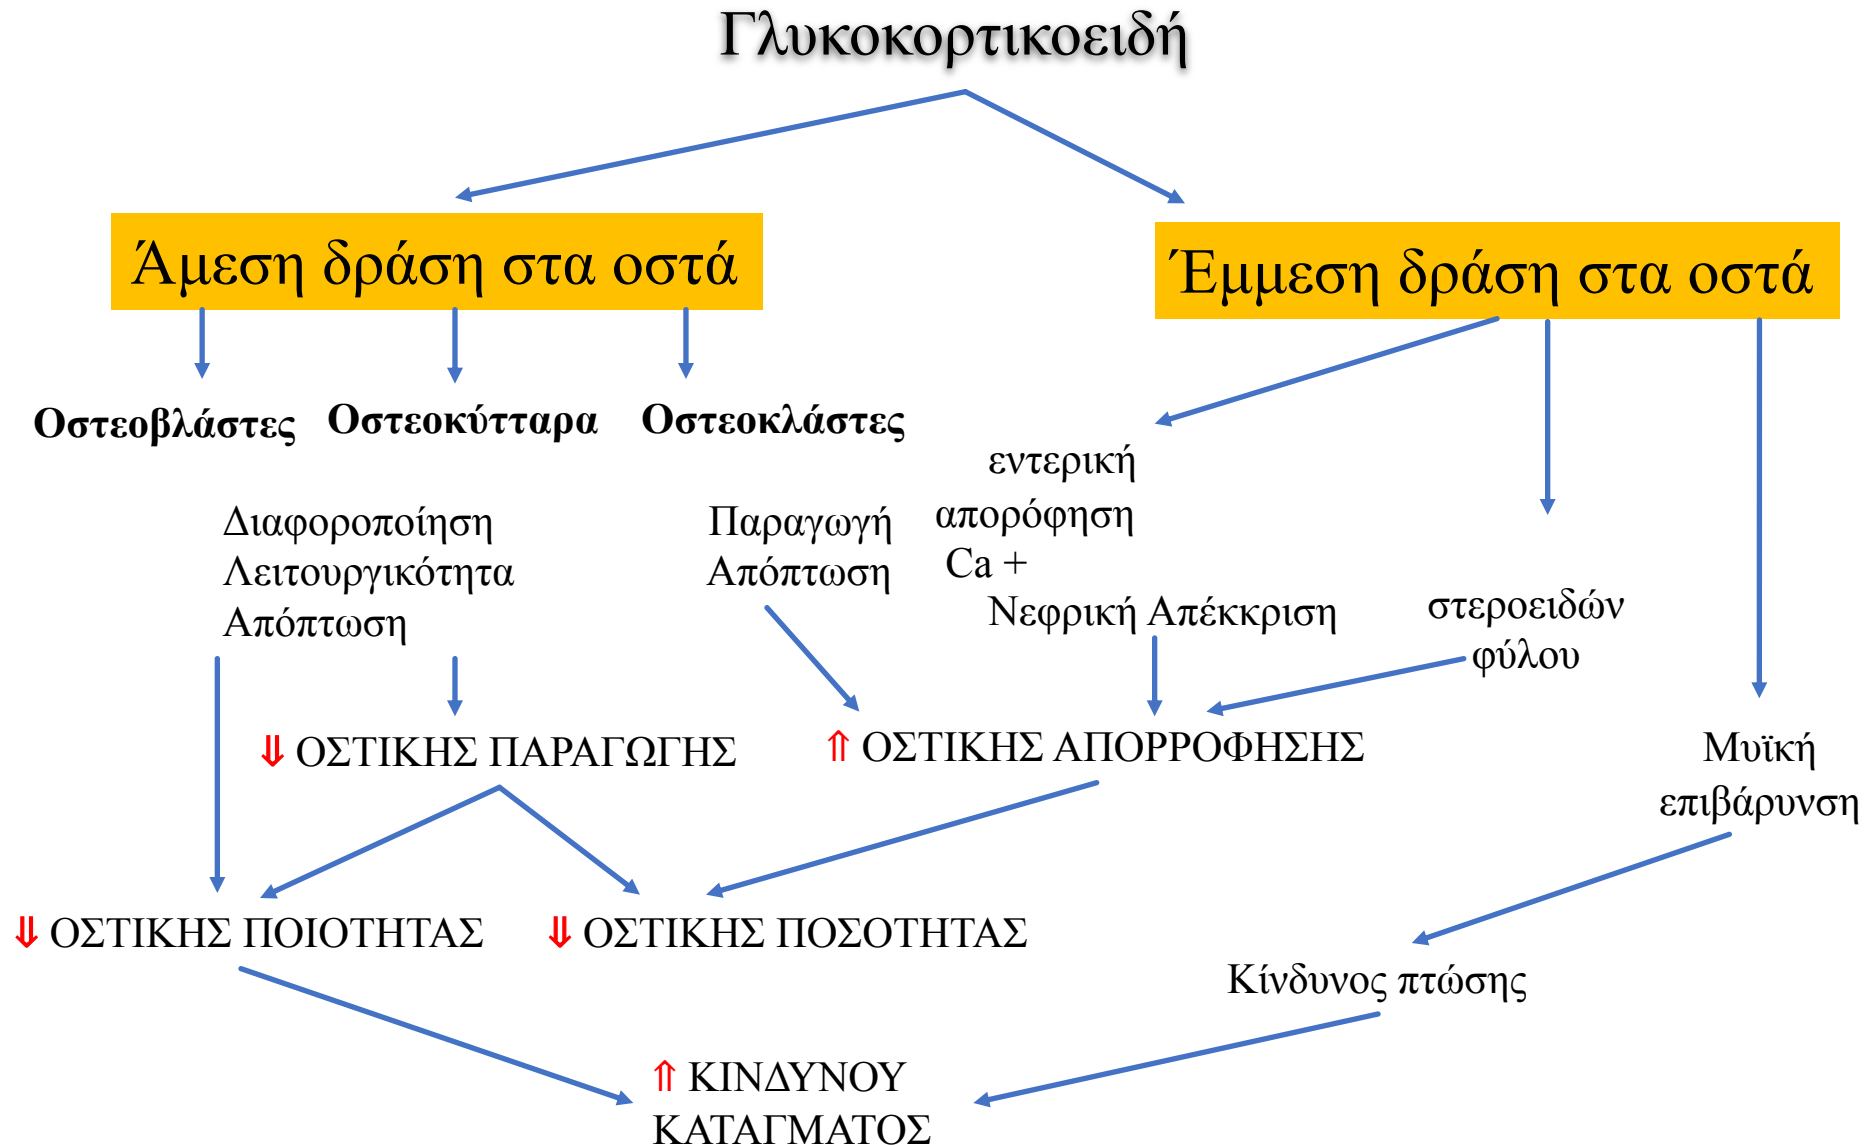 Γλυκοκορτικοειδή
Άμεση δράση στα οστά
Έμμεση δράση στα οστά
Οστεοβλάστες
Οστεοκύτταρα
Οστεοκλάστες
Διαφοροποίηση
Λειτουργικότητα
Απόπτωση
Παραγωγή
Απόπτωση
εντερική
απορόφηση
Ca +
Νεφρική Απέκκριση
στεροειδών
φύλου
⇓ ΟΣΤΙΚΗΣ ΠΑΡΑΓΩΓΗΣ
⇑ ΟΣΤΙΚΗΣ ΑΠΟΡΡΟΦΗΣΗΣ
Μυϊκή
επιβάρυνση
⇓ ΟΣΤΙΚΗΣ ΠΟΙΟΤΗΤΑΣ
⇓ ΟΣΤΙΚΗΣ ΠΟΣΟΤΗΤΑΣ
Κίνδυνος πτώσης
⇑ ΚΙΝΔΥΝΟΥ
ΚΑΤΑΓΜΑΤΟΣ